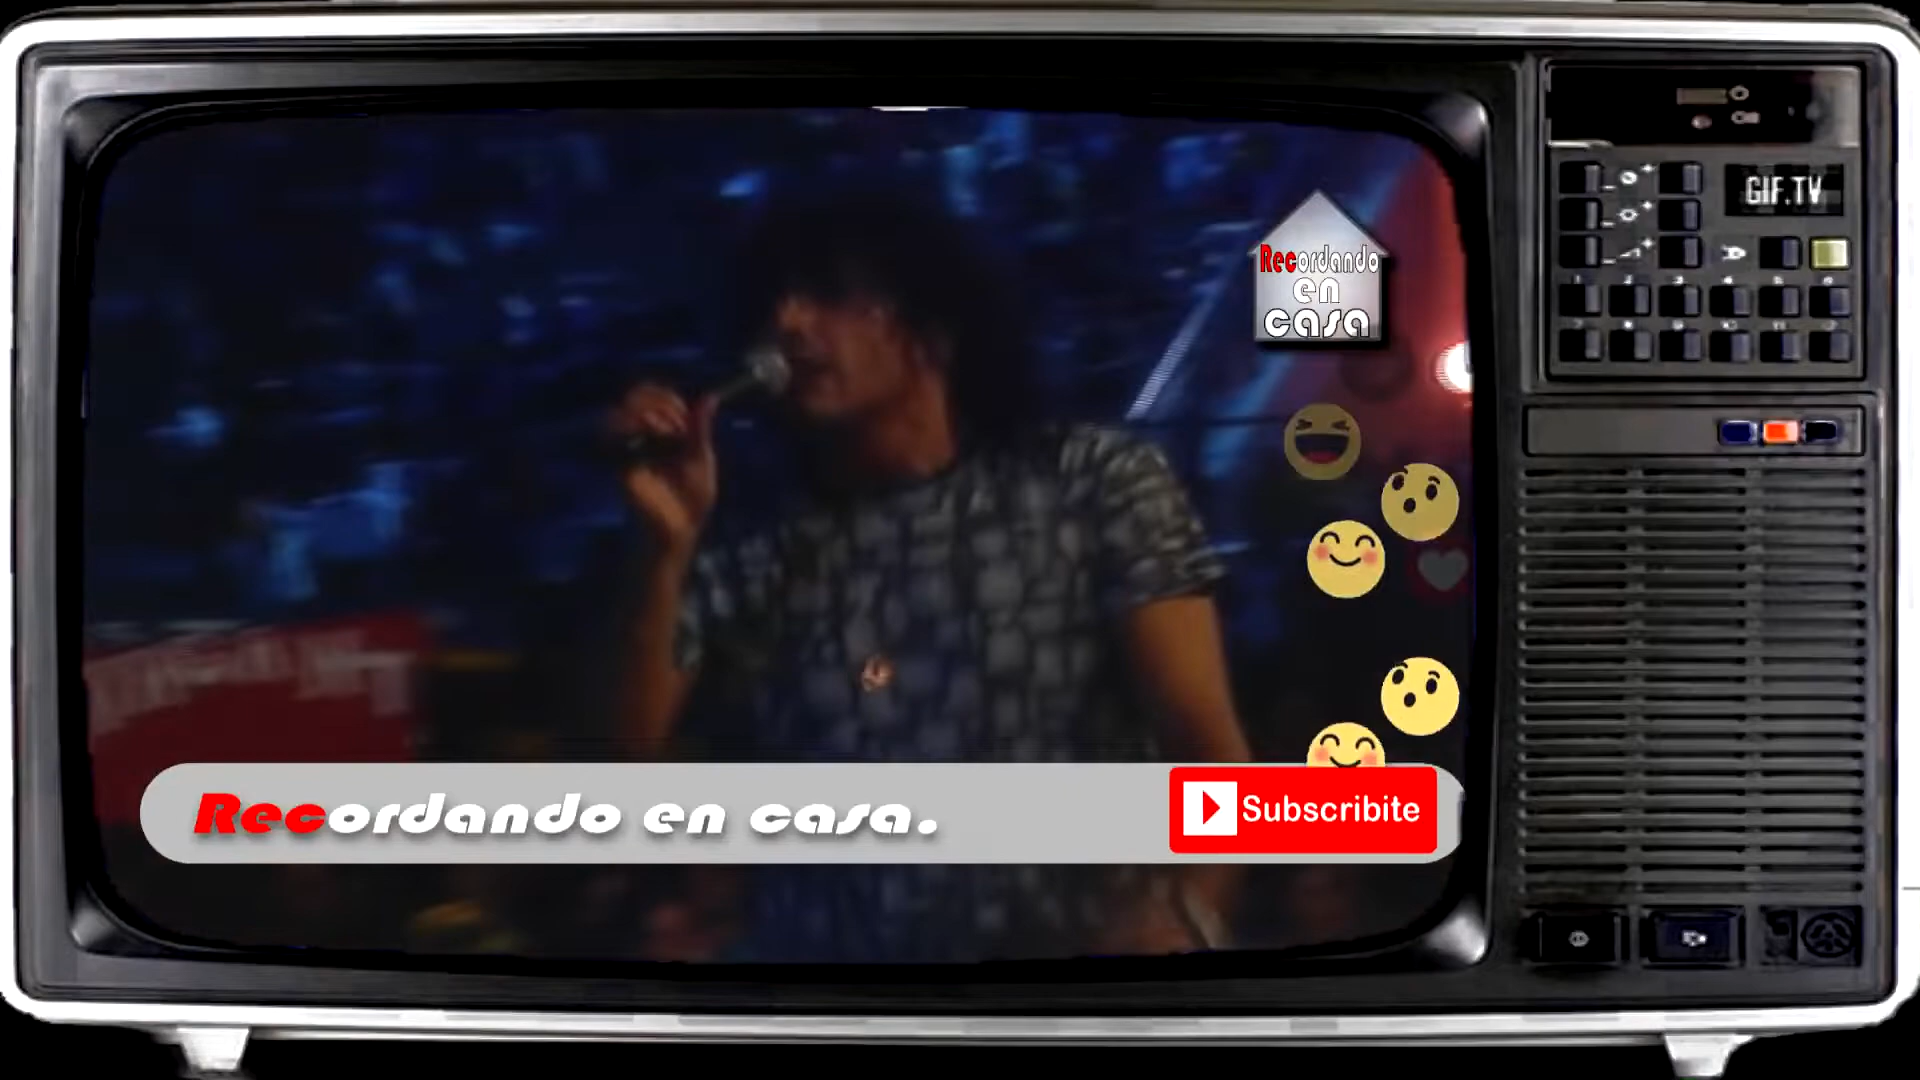 GIF.TV
Recordando
en
casa
Recordando en casa.
Subscribite